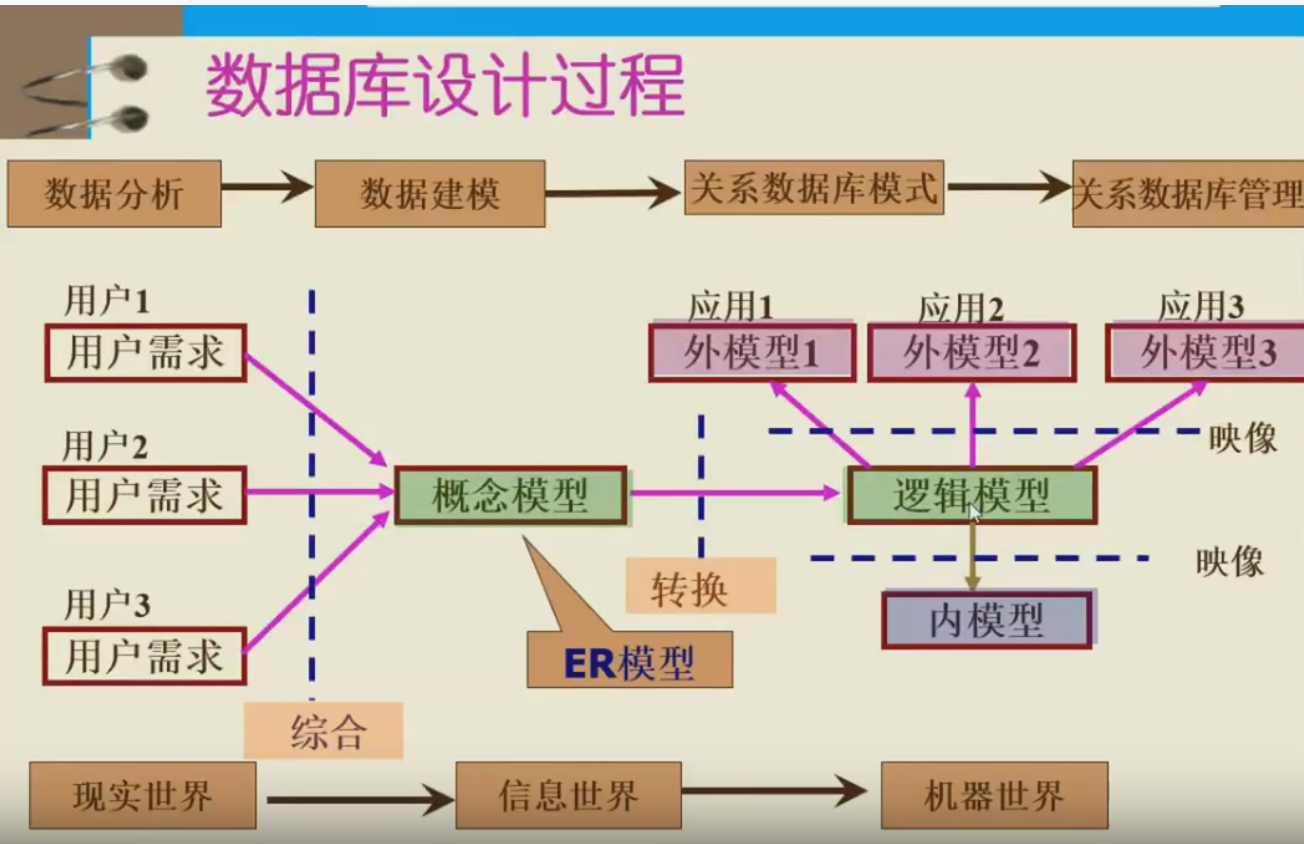 数据库设计过程
数据分析
数据建模
关系数据库模式
关系数据库管理
用户1
用户需求
用户2
用户需求
用户3
用户需求
综合
概念模型
ER模型
转换
应用1
外模型1
应用2
外模型2
应用3
外模型3
映像
逻辑模型
映像
内模型
现实世界
信息世界
机器世界